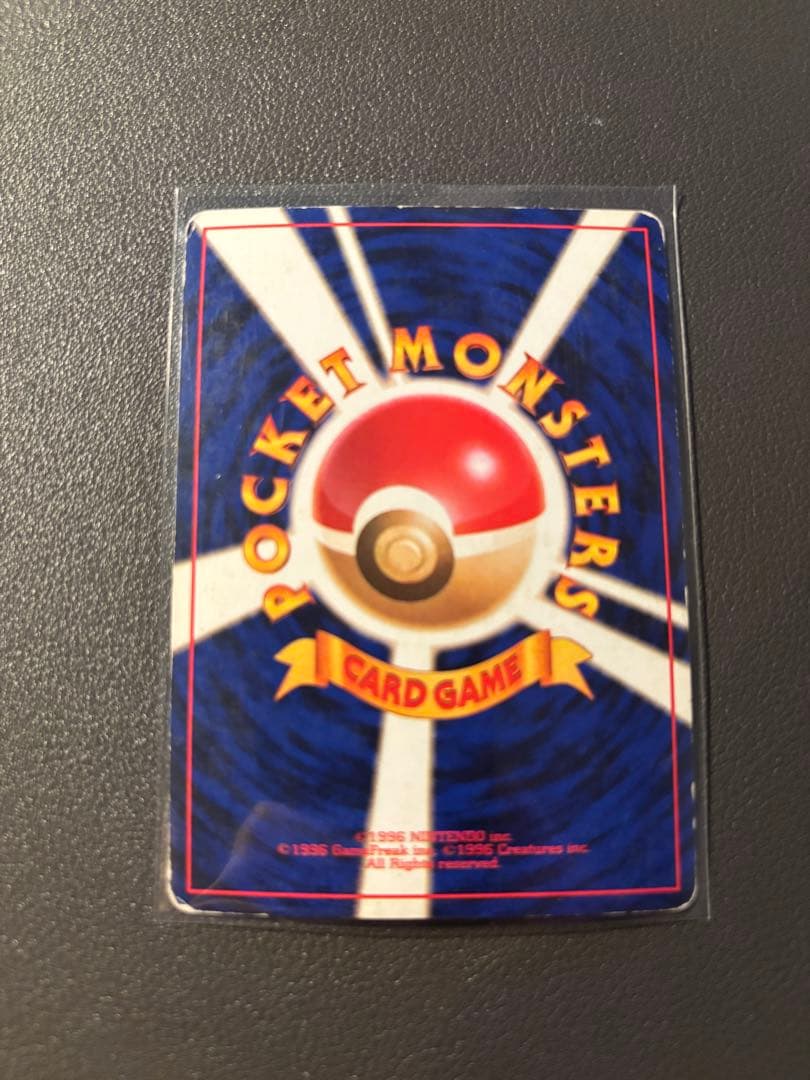 POCKET MONSTERS
CARD GAME
©1996 NINTENDO inc.
©1996 GameFreak inc. ©1996 Creatures inc.
All Rights reserved.